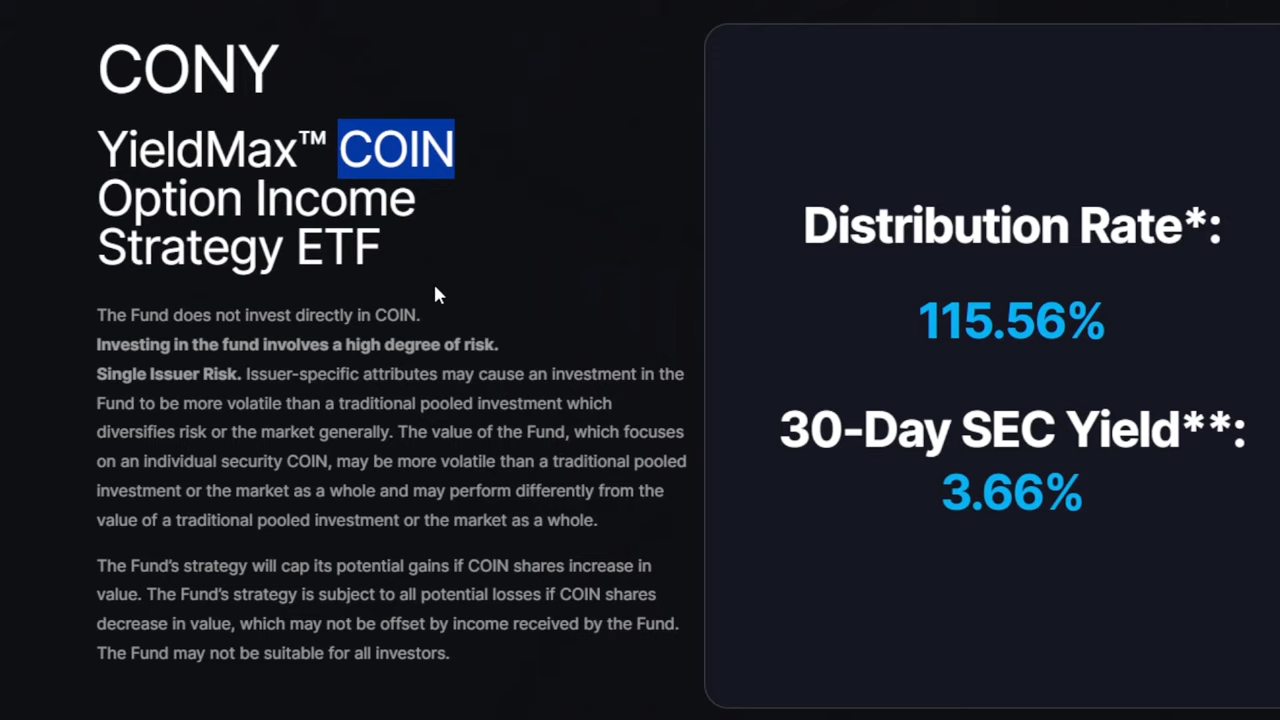 CONY
YieldMax™ COIN
Option Income
Strategy ETF
The Fund does not invest directly in COIN.
Investing in the fund involves a high degree of risk.
Single Issuer Risk. Issuer-specific attributes may cause an investment in the
Fund to be more volatile than a traditional pooled investment which
diversifies risk or the market generally. The value of the Fund, which focuses
on an individual security COIN, may be more volatile than a traditional pooled
investment or the market as a whole and may perform differently from the
value of a traditional pooled investment or the market as a whole.
The Fund’s strategy will cap its potential gains if COIN shares increase in
value. The Fund’s strategy is subject to all potential losses if COIN shares
decrease in value, which may not be offset by income received by the Fund.
The Fund may not be suitable for all investors.
Distribution Rate*:
115.56%
30-Day SEC Yield**:
3.66%